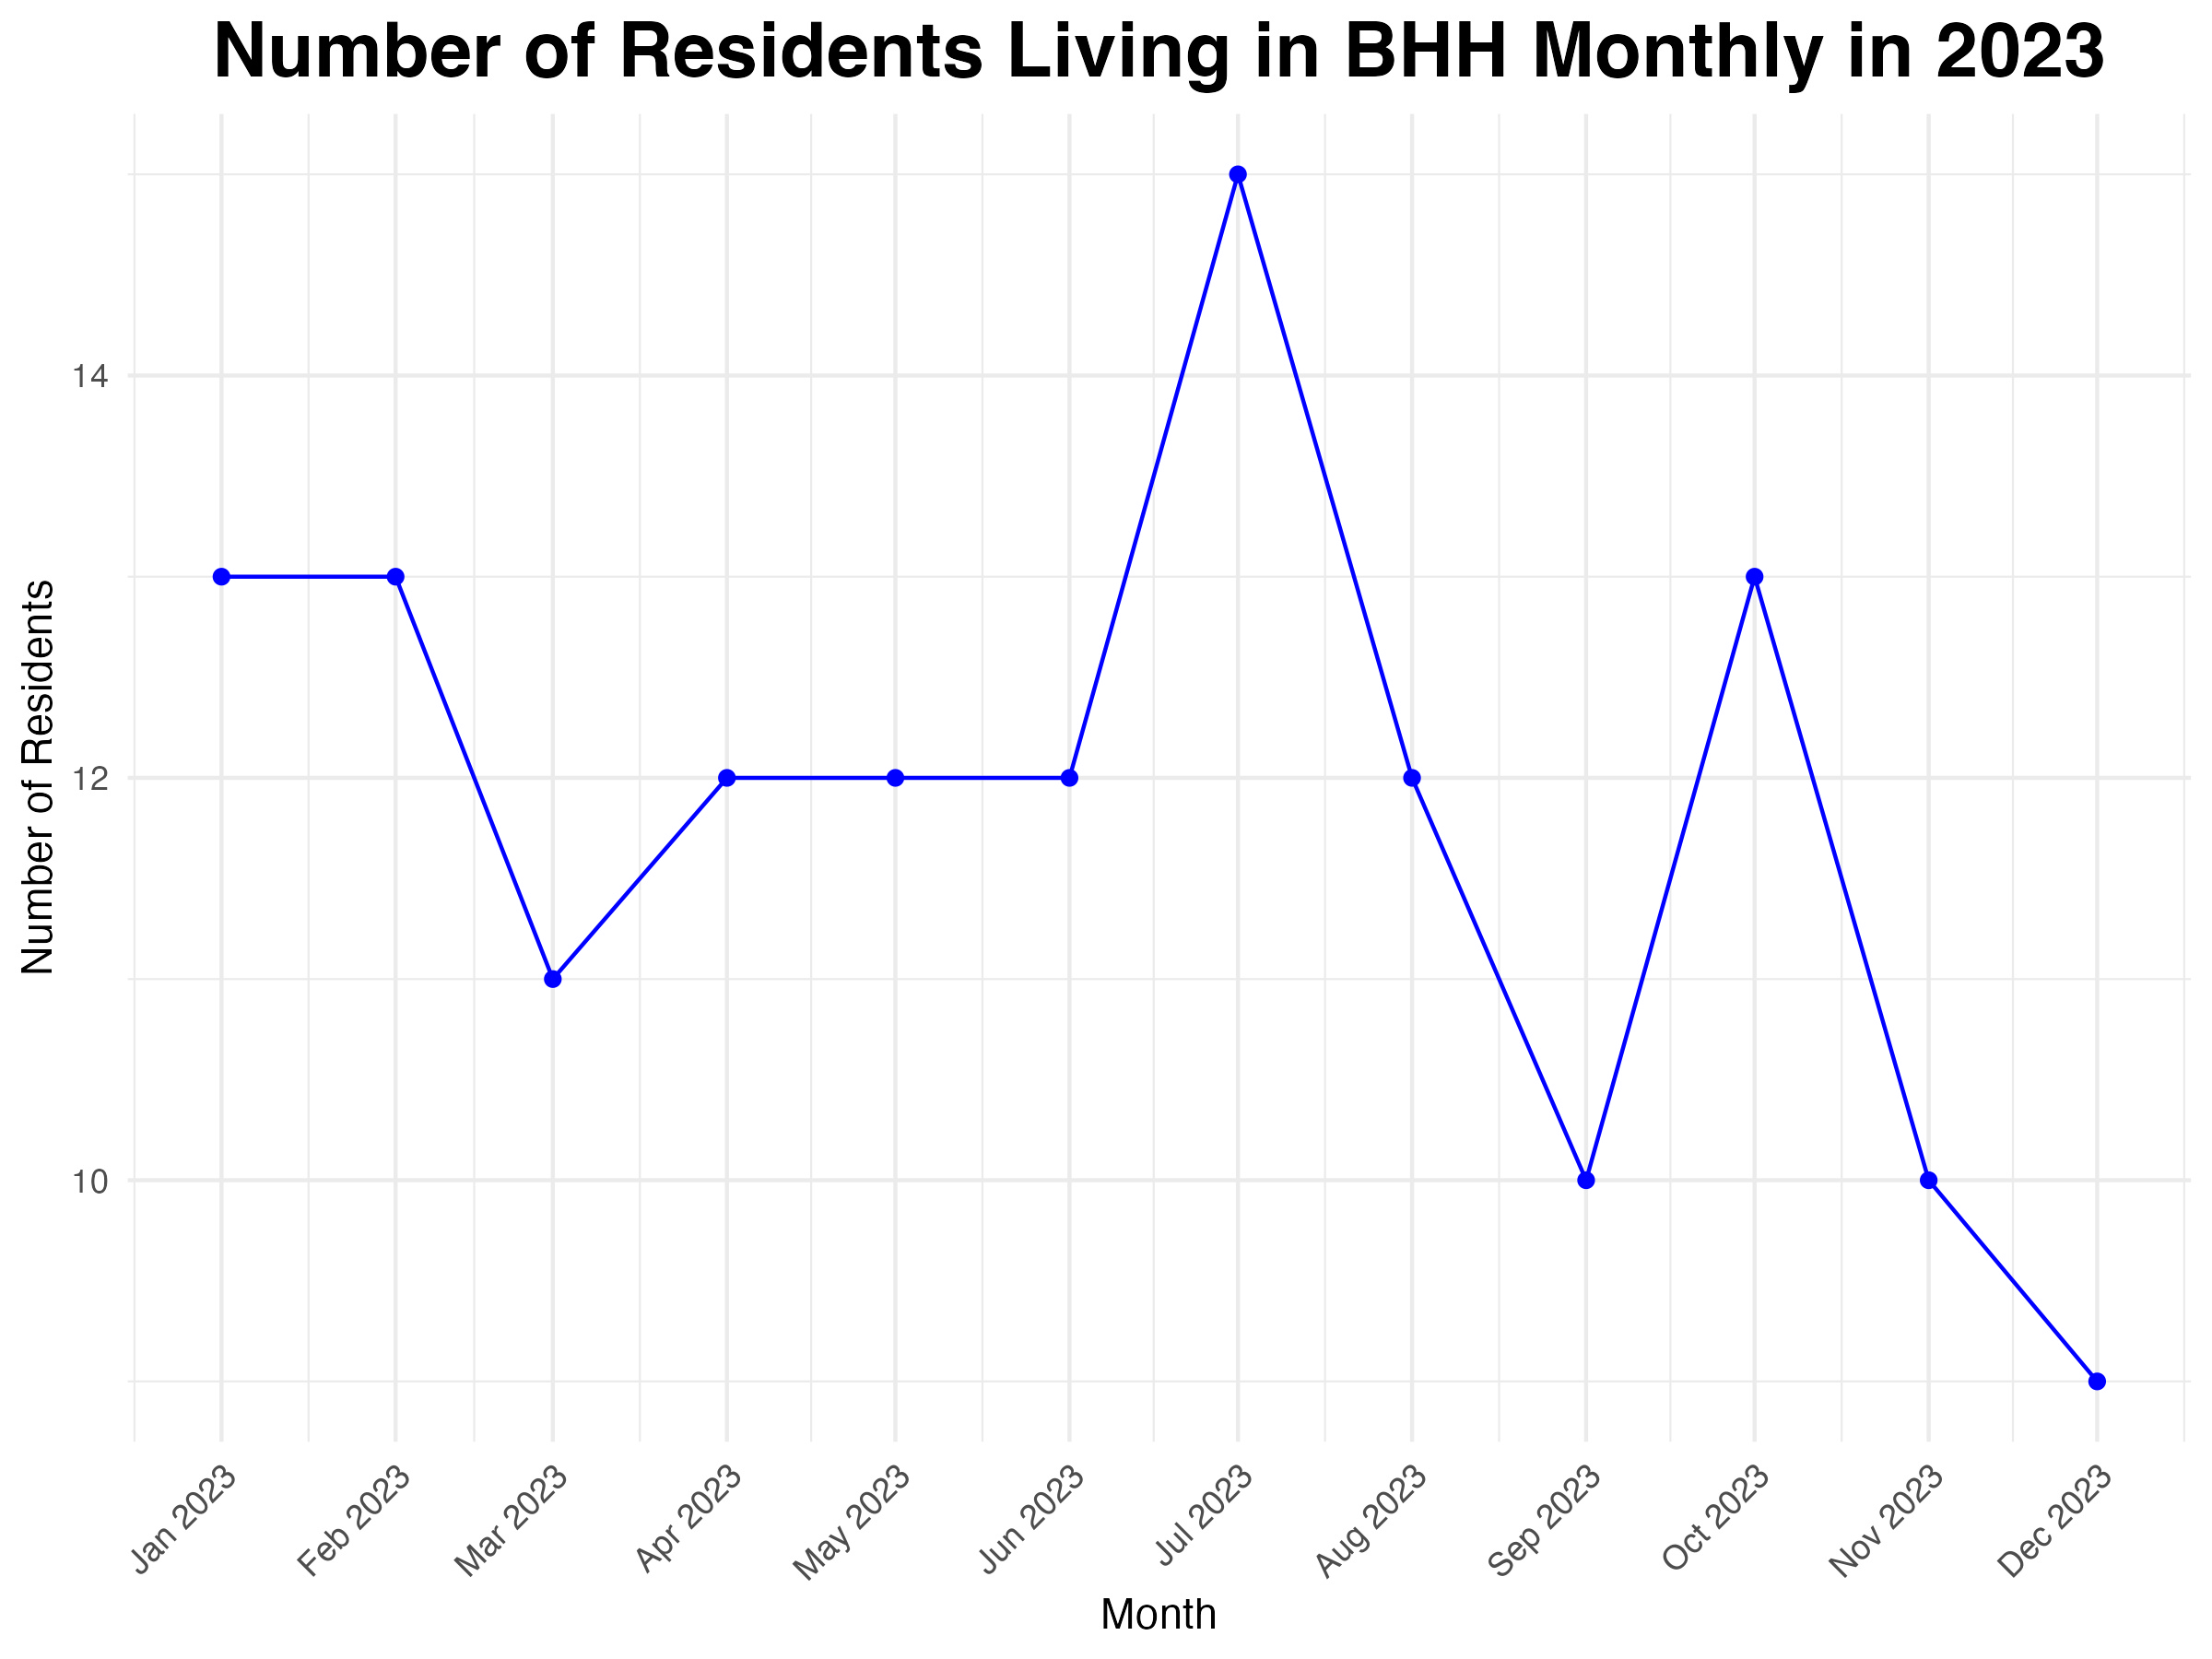 Number of Residents Living in BHH Monthly in 2023
Number of Residents
14
12
10
Jan 2023
Feb 2023
Mar 2023
Apr 2023
May 2023
Jun 2023
Jul 2023
Aug 2023
Sep 2023
Oct 2023
Nov 2023
Dec 2023
Month